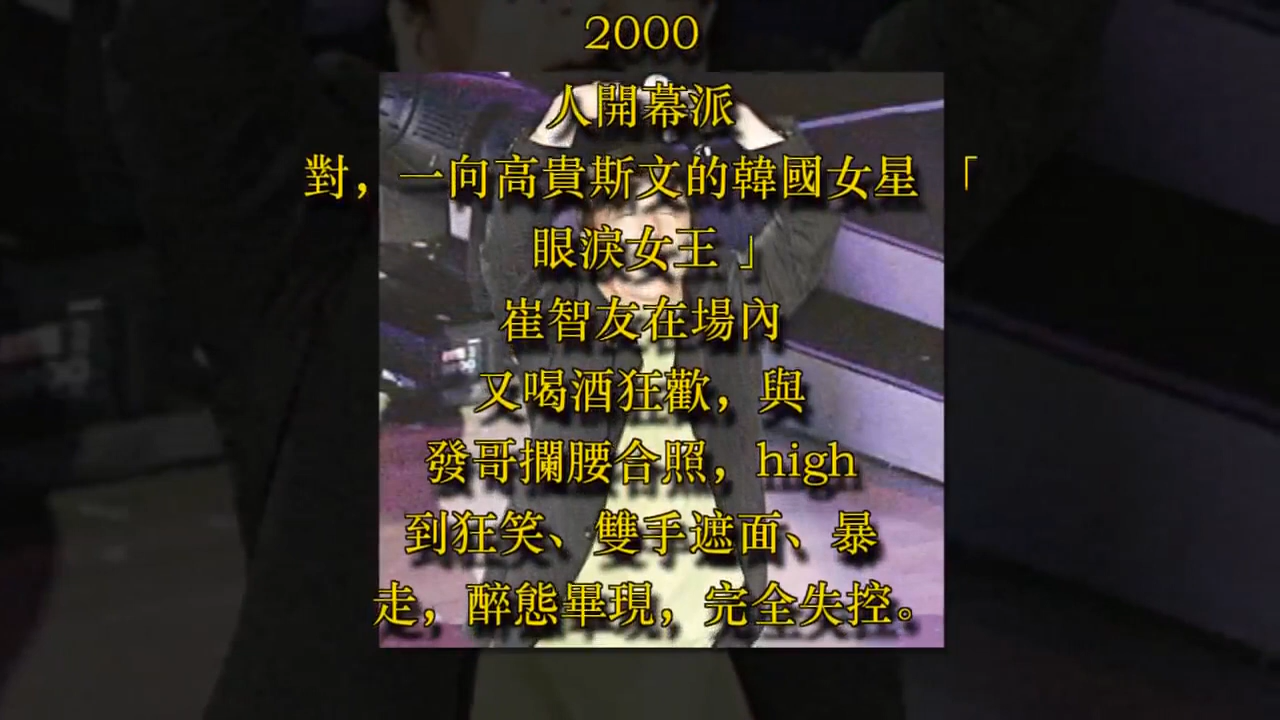 2000
人開幕派
對，一向高貴斯文的韓國女星 「
眼淚女王 」
崔智友在場內
又喝酒狂歡，與
發哥攔腰合照，high
到狂笑、雙手遮面、暴
走，醉態畢現，完全失控。